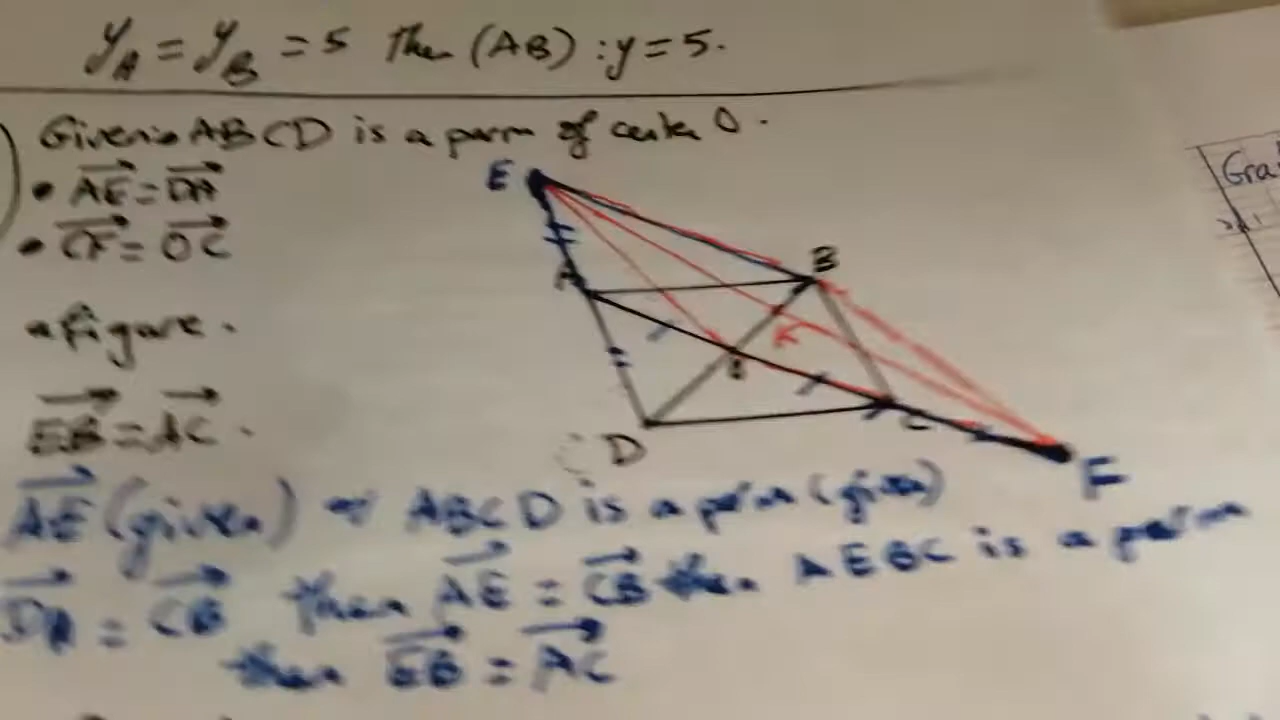 y_A = y_B = 5 then (AB) : y = 5.
Given: ABCD is a parm of center O.
• AE = DA
• CF = OC
a figure.
EB = AC.
AE (given) ABCD is a parm (given)
DA = CB then AE = CB then AEBC is a parm
then EB = AC
E
A
B
D
C
F
Gra